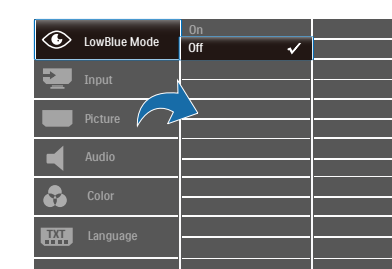 LowBlue Mode
On
Off
Input
Picture
Audio
Color
TXT
Language